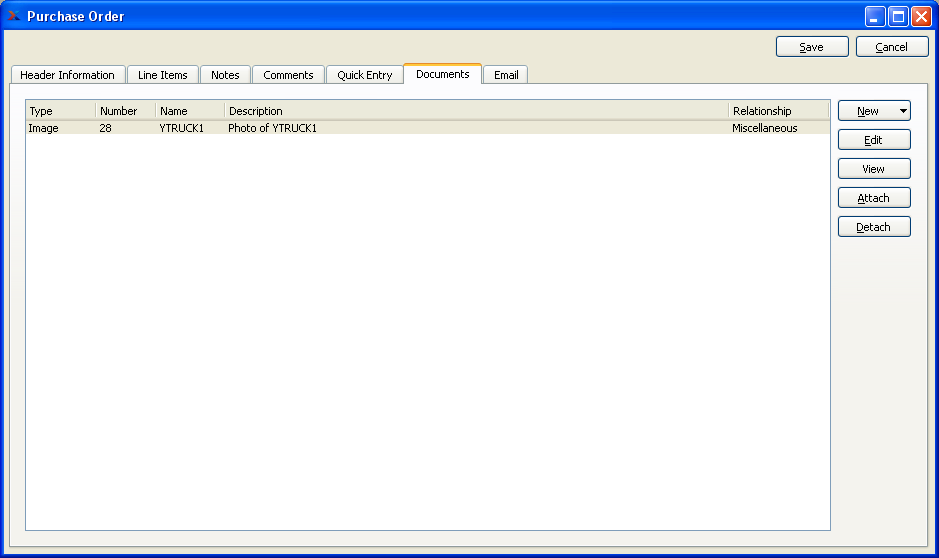 Purchase Order
Save Cancel
Header Information Line Items Notes Comments Quick Entry Documents Email
Type Number Name Description Relationship New
Image 28 YTRUCK1 Photo of YTRUCK1 Miscellaneous
Edit
View
Attach
Detach